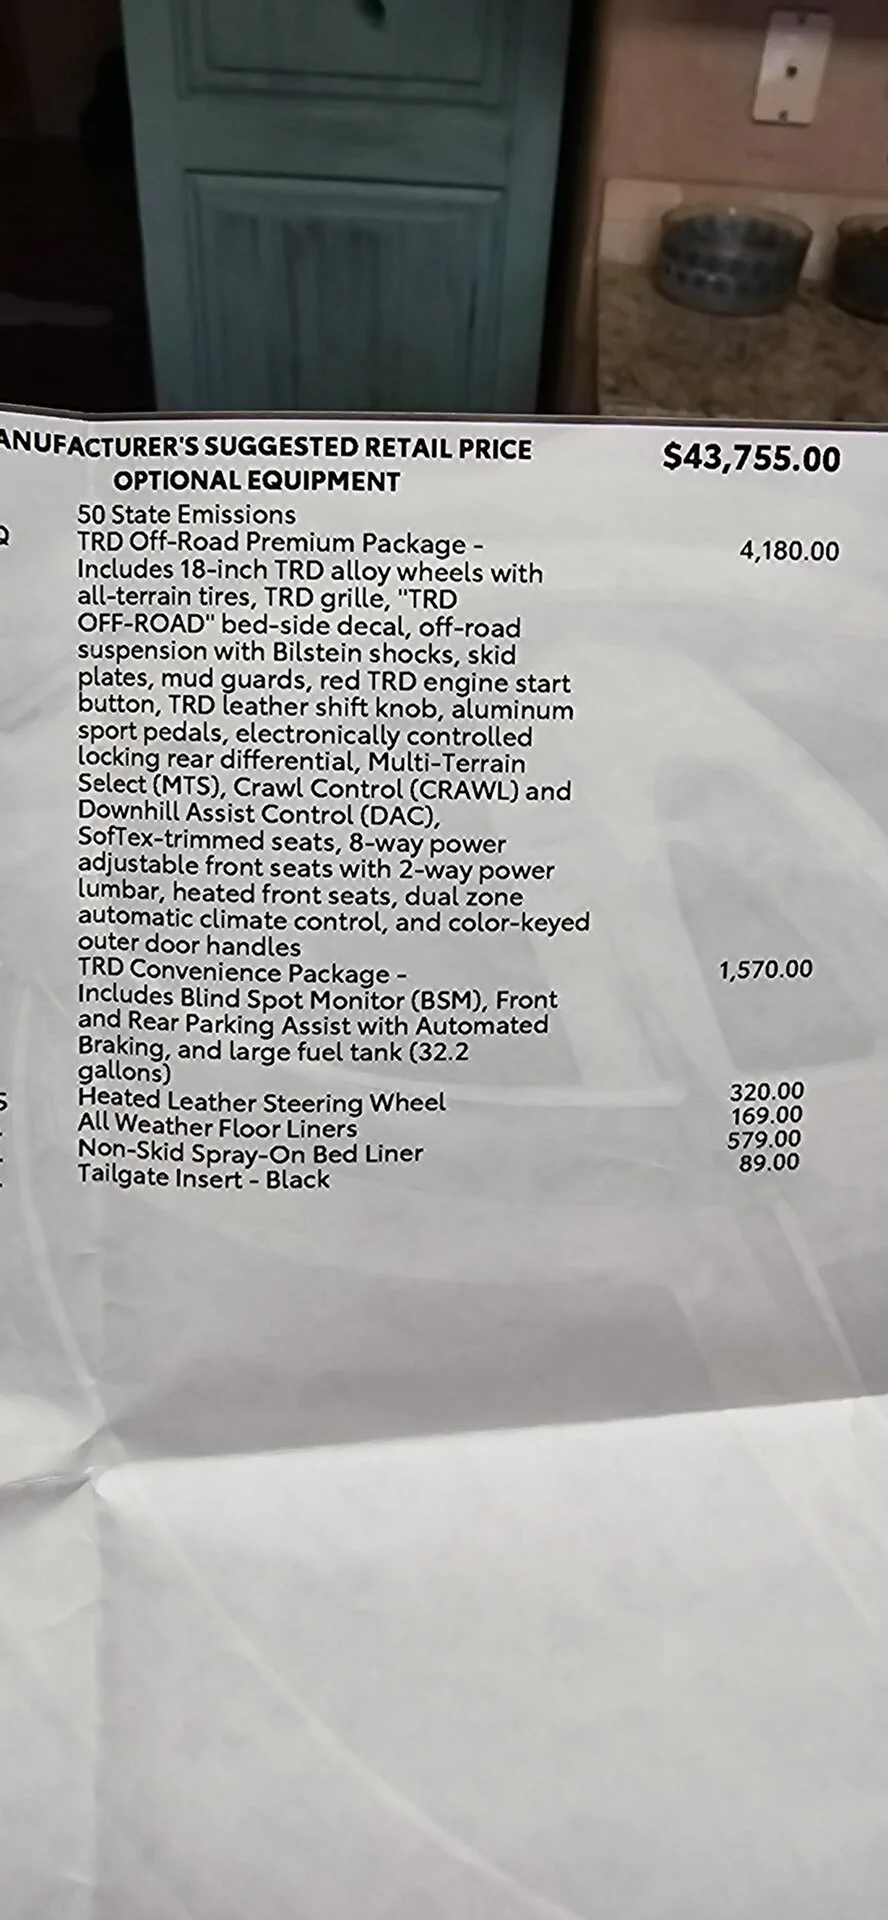 ANUFACTURER'S SUGGESTED RETAIL PRICE $43,755.00
OPTIONAL EQUIPMENT
50 State Emissions
TRD Off-Road Premium Package - 4,180.00
Includes 18-inch TRD alloy wheels with
all-terrain tires, TRD grille, "TRD
OFF-ROAD" bed-side decal, off-road
suspension with Bilstein shocks, skid
plates, mud guards, red TRD engine start
button, TRD leather shift knob, aluminum
sport pedals, electronically controlled
locking rear differential, Multi-Terrain
Select (MTS), Crawl Control (CRAWL) and
Downhill Assist Control (DAC),
SofTex-trimmed seats, 8-way power
adjustable front seats with 2-way power
lumbar, heated front seats, dual zone
automatic climate control, and color-keyed
outer door handles
TRD Convenience Package - 1,570.00
Includes Blind Spot Monitor (BSM), Front
and Rear Parking Assist with Automated
Braking, and large fuel tank (32.2
gallons)
Heated Leather Steering Wheel 320.00
All Weather Floor Liners 169.00
Non-Skid Spray-On Bed Liner 579.00
Tailgate Insert - Black 89.00